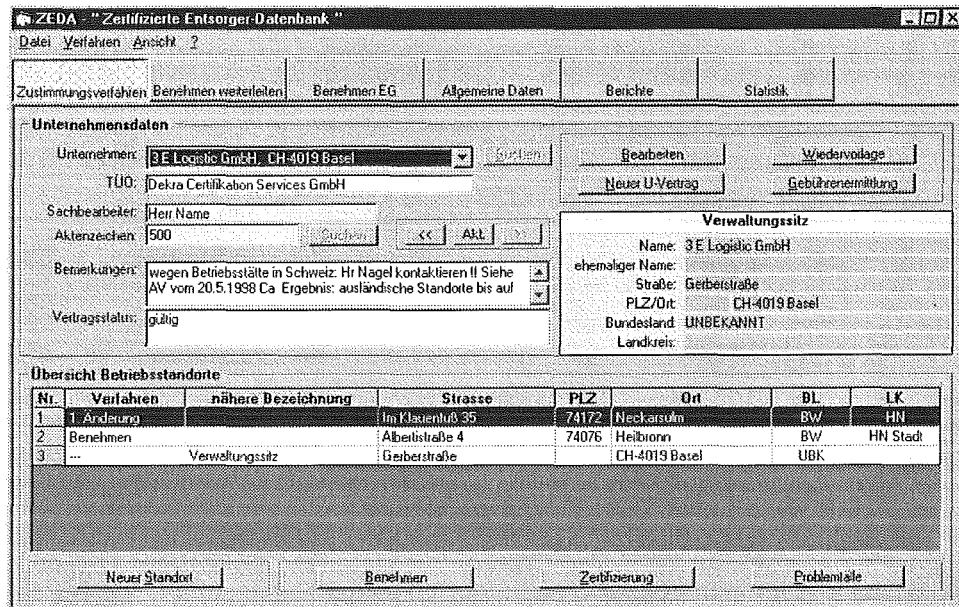 ZEDA - "Zertifizierte Entsorger-Datenbank "
Datei Verfahren Ansicht ?
Zustimmungsverfahren Benehmen weiterleiten Benehmen EG Allgemeine Daten Berichte Statistik
Unternehmensdaten
Unternehmen: 3 E Logistic GmbH, CH-4019 Basel Suchen
TÜO: Dekra Certifikation Services GmbH
Sachbearbeiter: Herr Name
Aktenzeichen: 500 Suchen << Akt. >>
Bemerkungen: wegen Betriebsstätte in Schweiz: Hr Nagel kontaktieren !! Siehe
AV vom 20.5.1998 Ca Ergebnis: ausländische Standorte bis auf
Vertragsstatus: gültig
Bearbeiten Wiedervorlage
Neuer U-Vertrag Gebührenermittlung
Verwaltungssitz
Name: 3 E Logistic GmbH
ehemaliger Name:
Straße: Gerberstraße
PLZ/Ort: CH-4019 Basel
Bundesland: UNBEKANNT
Landkreis:
Übersicht Betriebsstandorte
Nr. Verfahren nähere Bezeichnung Strasse PLZ Ort BL LK
1 1. Änderung Im Klauenfuß 35 74172 Neckarsulm BW HN
2 Benehmen Albertistraße 4 74076 Heilbronn BW HN Stadt
3 --- Verwaltungssitz Gerberstraße CH-4019 Basel UBK
Neuer Standort Benehmen Zertifizierung Problemfälle